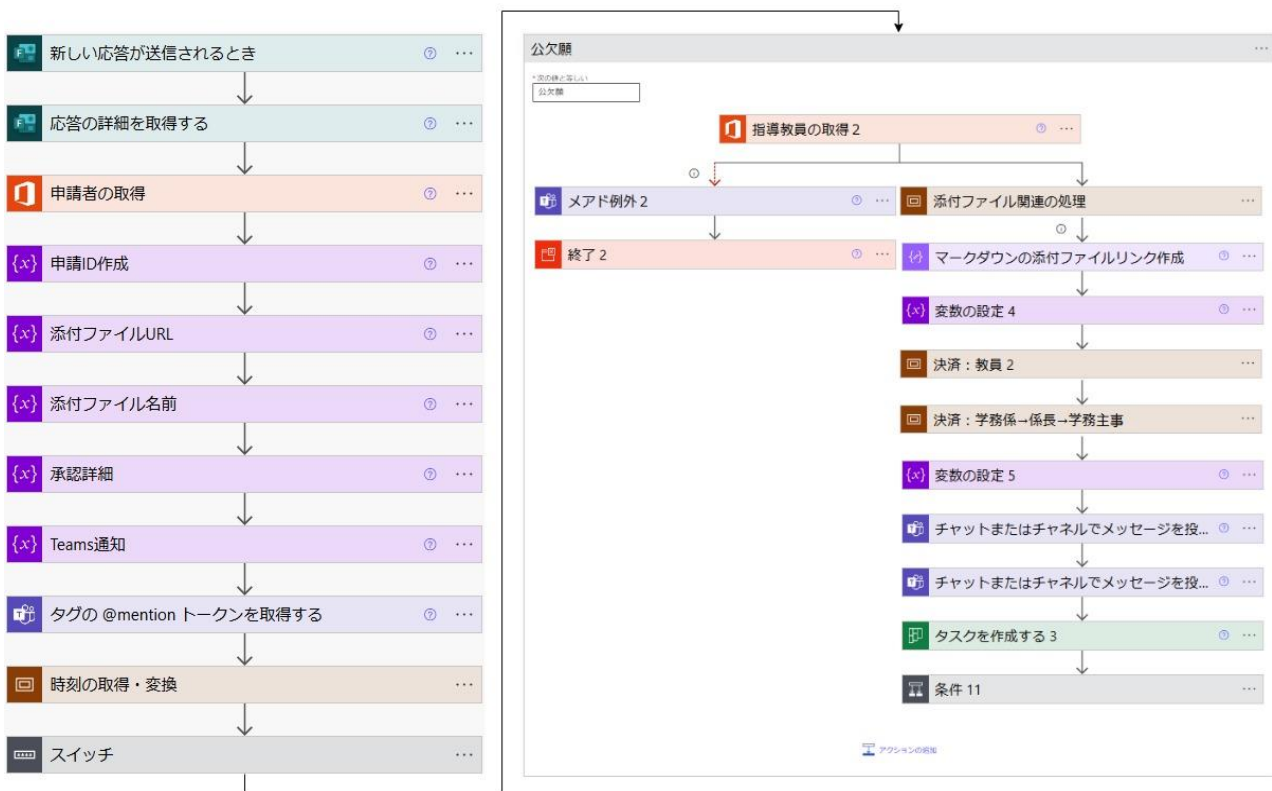 新しい応答が送信されるとき
応答の詳細を取得する
申請者の取得
申請ID作成
添付ファイルURL
添付ファイル名前
承認詳細
Teams通知
タグの @mention トークンを取得する
時刻の取得・変換
スイッチ
公欠願
*次の値と等しい
公欠願
指導教員の取得 2
メアド例外 2
終了 2
添付ファイル関連の処理
マークダウンの添付ファイルリンク作成
変数の設定 4
決済：教員 2
決済：学務係→係長→学務主事
変数の設定 5
チャットまたはチャネルでメッセージを投...
チャットまたはチャネルでメッセージを投...
タスクを作成する 3
条件 11
アクションの追加